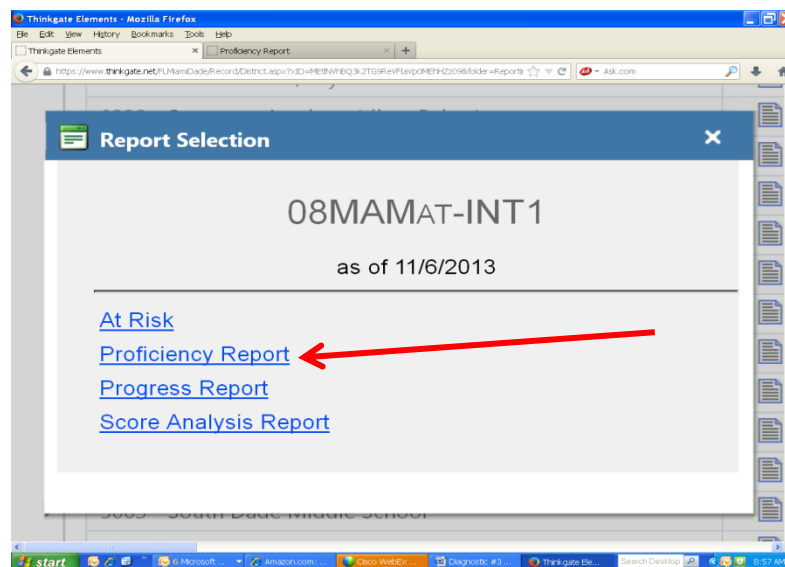 Thinkgate Elements - Mozilla Firefox
File Edit View History Bookmarks Tools Help
Thinkgate Elements × Proficiency Report × +
Ask.com
Report Selection ×
08MAMAT-INT1
as of 11/6/2013
At Risk
Proficiency Report
Progress Report
Score Analysis Report
South Dade Middle School
start 6 Microsoft ... Amazon.com : ... Cisco WebEx ... Diagnostic #3 ... Thinkgate Ele... Search Desktop 8:57 AM